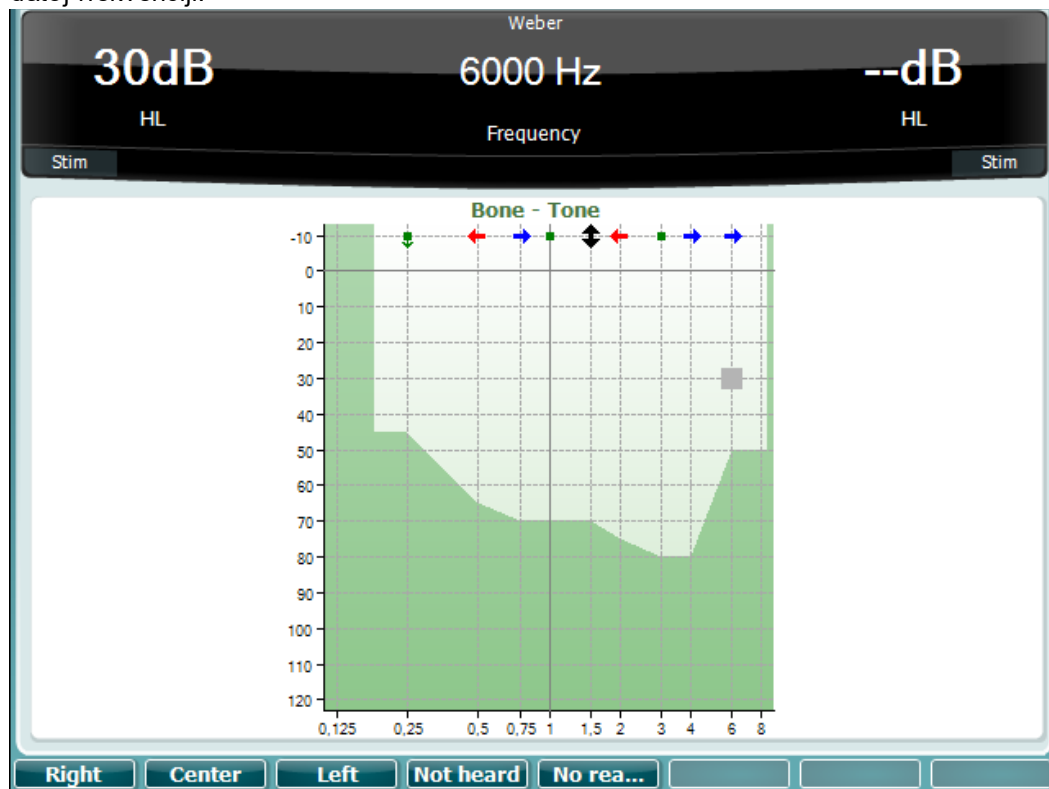 Weber
30dB 6000 Hz --dB
HL HL
Frequency
Stim Stim
Bone - Tone
-10
0
10
20
30
40
50
60
70
80
90
100
110
120
0,125 0,25 0,5 0,75 1 1,5 2 3 4 6 8
Right Center Left Not heard No rea...